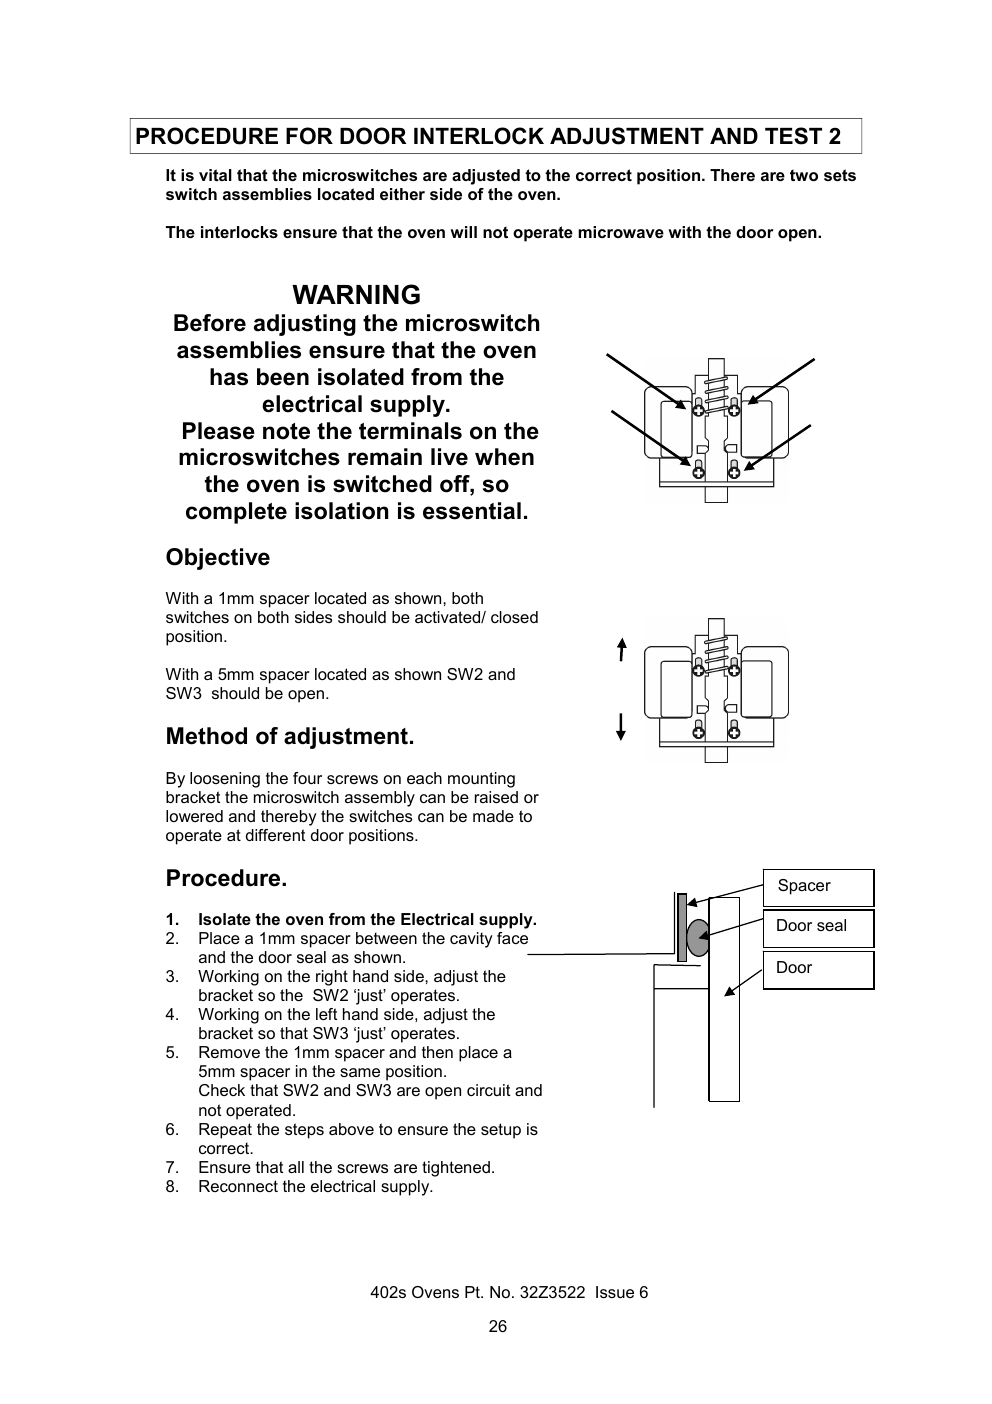 PROCEDURE FOR DOOR INTERLOCK ADJUSTMENT AND TEST 2
It is vital that the microswitches are adjusted to the correct position. There are two sets
switch assemblies located either side of the oven.
The interlocks ensure that the oven will not operate microwave with the door open.
WARNING
Before adjusting the microswitch
assemblies ensure that the oven
has been isolated from the
electrical supply.
Please note the terminals on the
microswitches remain live when
the oven is switched off, so
complete isolation is essential.
Objective
With a 1mm spacer located as shown, both
switches on both sides should be activated/ closed
position.
With a 5mm spacer located as shown SW2 and
SW3  should be open.
Method of adjustment.
By loosening the four screws on each mounting
bracket the microswitch assembly can be raised or
lowered and thereby the switches can be made to
operate at different door positions.
Procedure.
1. Isolate the oven from the Electrical supply.
2. Place a 1mm spacer between the cavity face
and the door seal as shown.
3. Working on the right hand side, adjust the
bracket so the  SW2 ‘just’ operates.
4. Working on the left hand side, adjust the
bracket so that SW3 ‘just’ operates.
5. Remove the 1mm spacer and then place a
5mm spacer in the same position.
Check that SW2 and SW3 are open circuit and
not operated.
6. Repeat the steps above to ensure the setup is
correct.
7. Ensure that all the screws are tightened.
8. Reconnect the electrical supply.
Spacer
Door seal
Door
402s Ovens Pt. No. 32Z3522  Issue 6
26